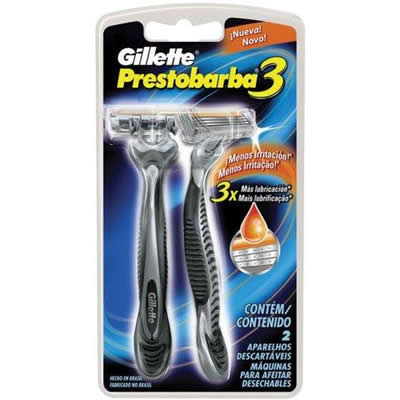 Gillette
Prestobarba3
¡Nueva!
Novo!
¡Menos Irritación!*
Menos Irritação!*
3x Más lubricación*
Mais lubrificação*
Gillette
CONTÉM/
CONTENIDO
2
APARELHOS
DESCARTÁVEIS
MÁQUINAS
PARA AFEITAR
DESECHABLES
HECHO EN BRASIL
FABRICADO NO BRASIL